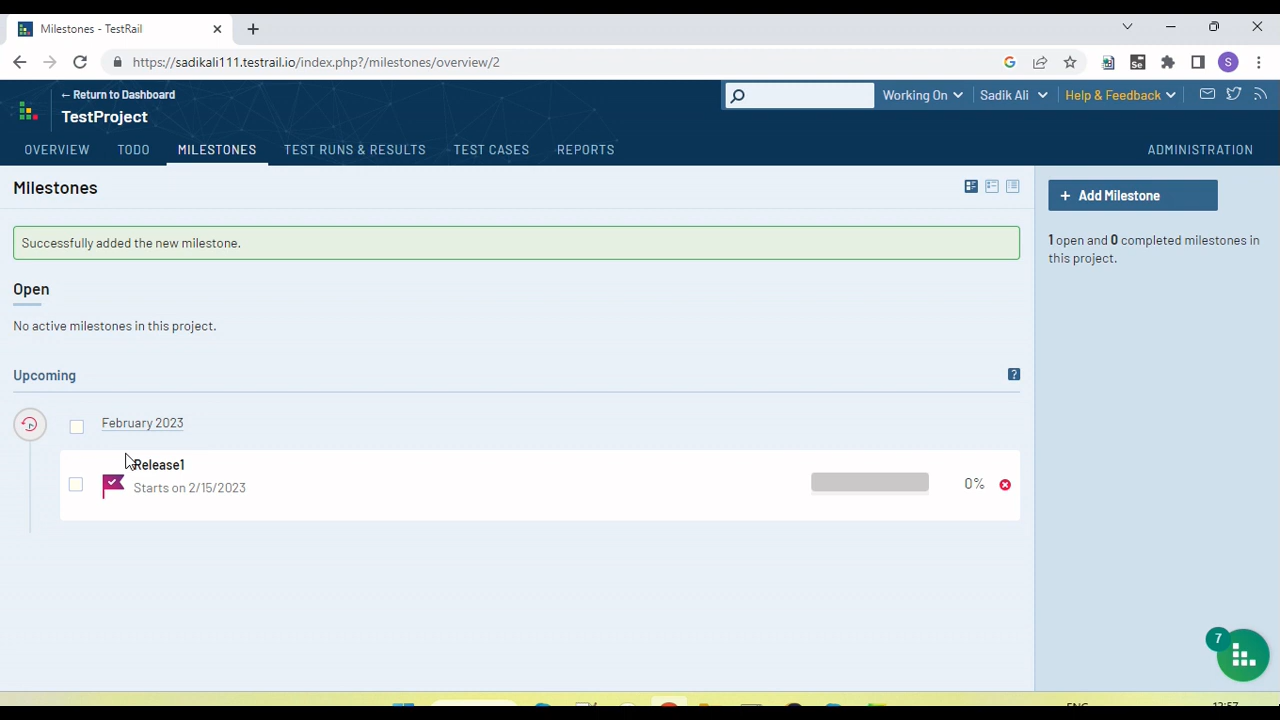 Milestones - TestRail
https://sadikali111.testrail.io/index.php?/milestones/overview/2
S
← Return to Dashboard
TestProject
Working On
Sadik Ali
Help & Feedback
OVERVIEW
TODO
MILESTONES
TEST RUNS & RESULTS
TEST CASES
REPORTS
ADMINISTRATION
Milestones
+ Add Milestone
Successfully added the new milestone.
1 open and 0 completed milestones in
this project.
Open
No active milestones in this project.
Upcoming
?
February 2023
Release1
Starts on 2/15/2023
0%
7